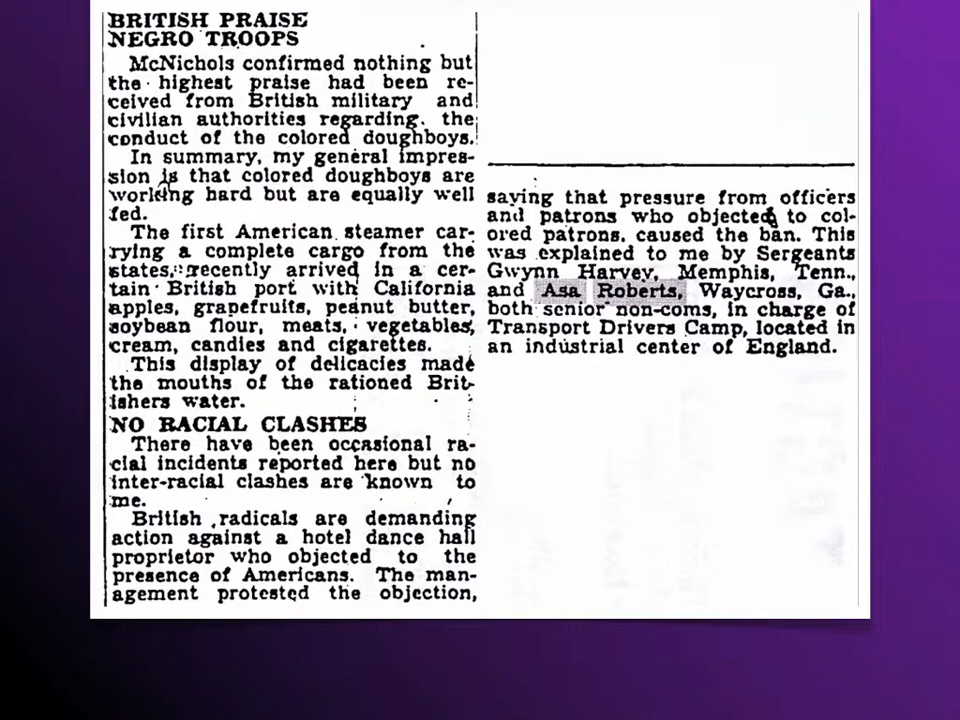 BRITISH PRAISE
NEGRO TROOPS
McNichols confirmed nothing but
the highest praise had been re-
ceived from British military and
civilian authorities regarding, the
conduct of the colored doughboys.
In summary, my general impres-
sion is that colored doughboys are
working hard but are equally well
fed.
The first American steamer car-
rying a complete cargo from the
states, recently arrived in a cer-
tain British port with California
apples, grapefruits, peanut butter,
soybean flour, meats, vegetables,
cream, candies and cigarettes.
This display of delicacies made
the mouths of the rationed Brit-
ishers water.
NO RACIAL CLASHES
There have been occasional ra-
cial incidents reported here but no
inter-racial clashes are known to
me.
British radicals are demanding
action against a hotel dance hall
proprietor who objected to the
presence of Americans. The man-
agement protested the objection,
saying that pressure from officers
and patrons who objected to col-
ored patrons, caused the ban. This
was explained to me by Sergeants
Gwynn Harvey, Memphis, Tenn.,
and Asa Roberts, Waycross, Ga.,
both senior non-coms, in charge of
Transport Drivers Camp, located in
an industrial center of England.